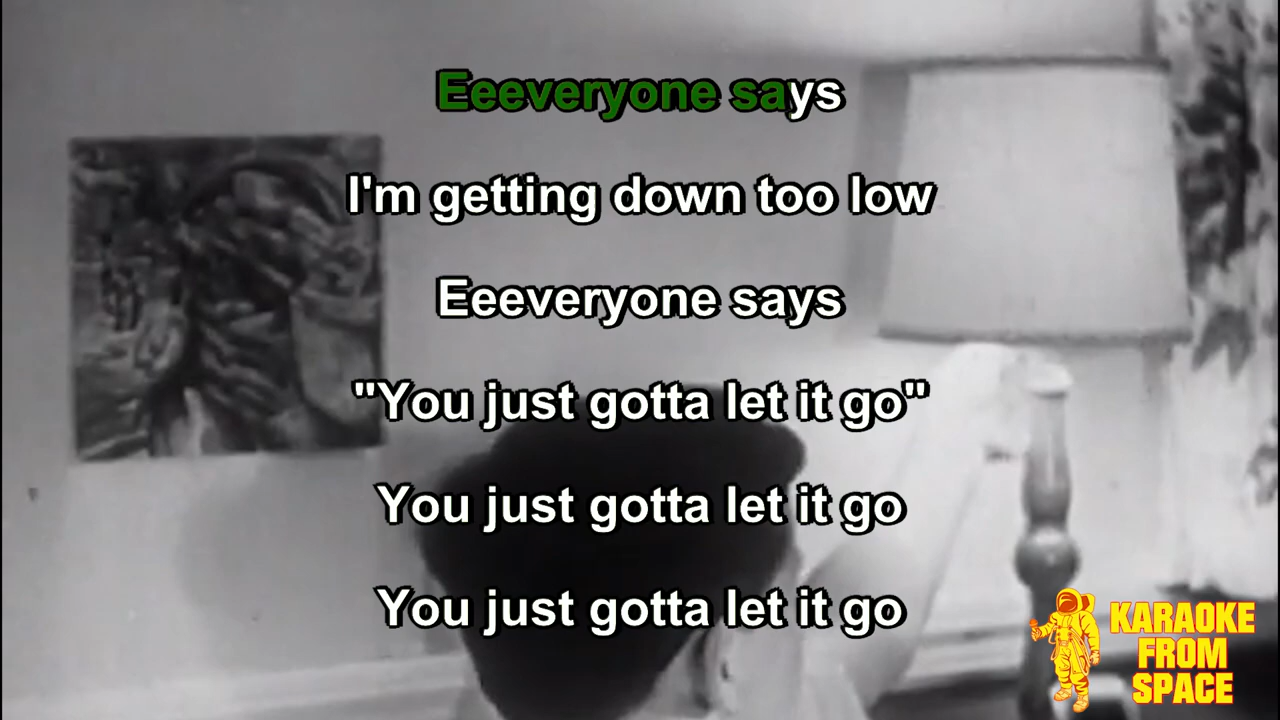 Eeeveryone says
I'm getting down too low
Eeeveryone says
"You just gotta let it go"
You just gotta let it go
You just gotta let it go
KARAOKE
FROM
SPACE